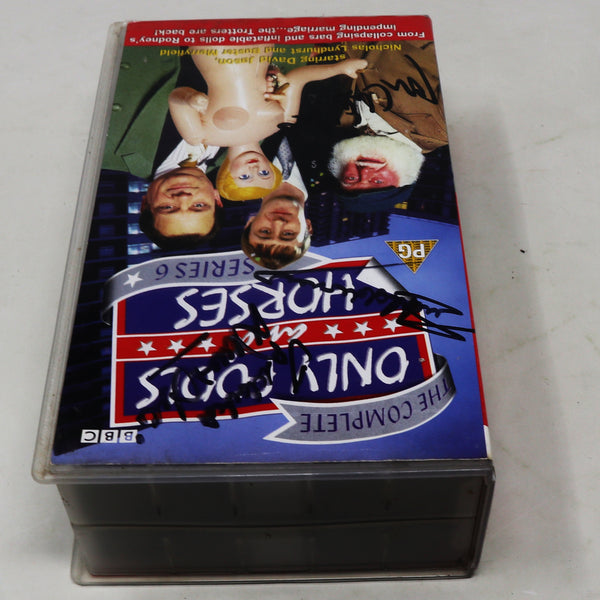 BBC
THE COMPLETE
ONLY FOOLS
and
HORSES
SERIES 6
PG
starring David Jason,
Nicholas Lyndhurst and Buster Merryfield
From collapsing bars and inflatable dolls to Rodney's
impending marriage...the Trotters are back!